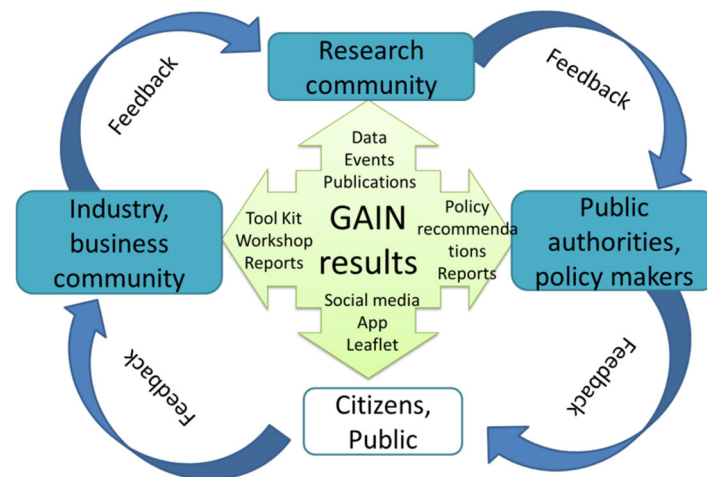 Research
community
Feedback
Feedback
Data
Events
Publications
Industry,
business
community
Tool Kit
Workshop
Reports
GAIN
results
Policy
recommenda
tions
Reports
Public
authorities,
policy makers
Social media
App
Leaflet
Feedback
Feedback
Citizens,
Public